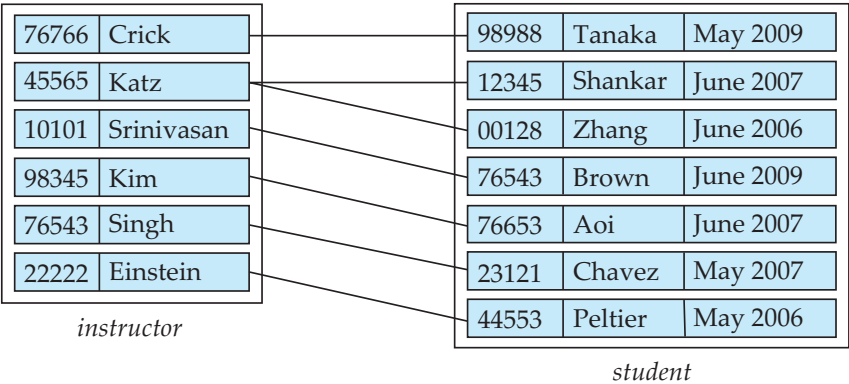 76766 Crick
45565 Katz
10101 Srinivasan
98345 Kim
76543 Singh
22222 Einstein
instructor
98988 Tanaka May 2009
12345 Shankar June 2007
00128 Zhang June 2006
76543 Brown June 2009
76653 Aoi June 2007
23121 Chavez May 2007
44553 Peltier May 2006
student